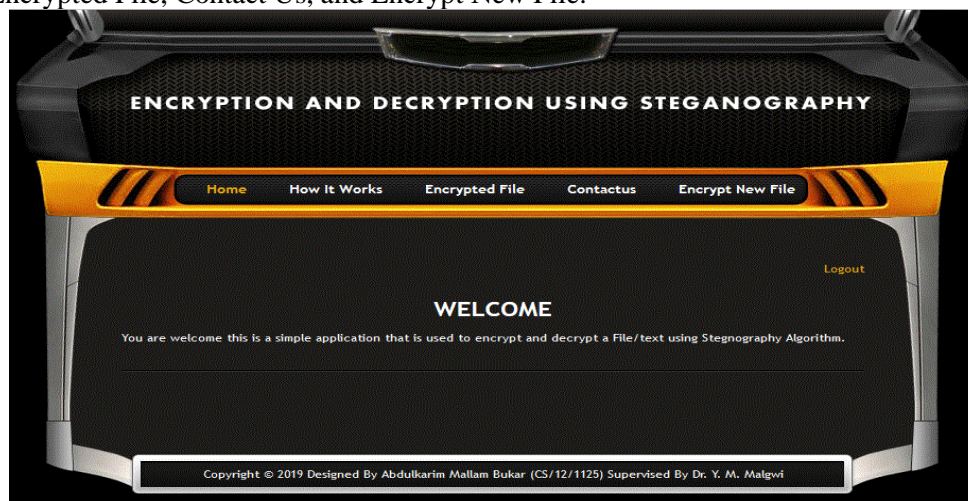 Encrypted File, Contact Us, and Encrypt New File.
ENCRYPTION AND DECRYPTION USING STEGANOGRAPHY
Home How It Works Encrypted File Contactus Encrypt New File
Logout
WELCOME
You are welcome this is a simple application that is used to encrypt and decrypt a File/text using Stegnography Algorithm.
Copyright © 2019 Designed By Abdulkarim Mallam Bukar (CS/12/1125) Supervised By Dr. Y. M. Malgwi